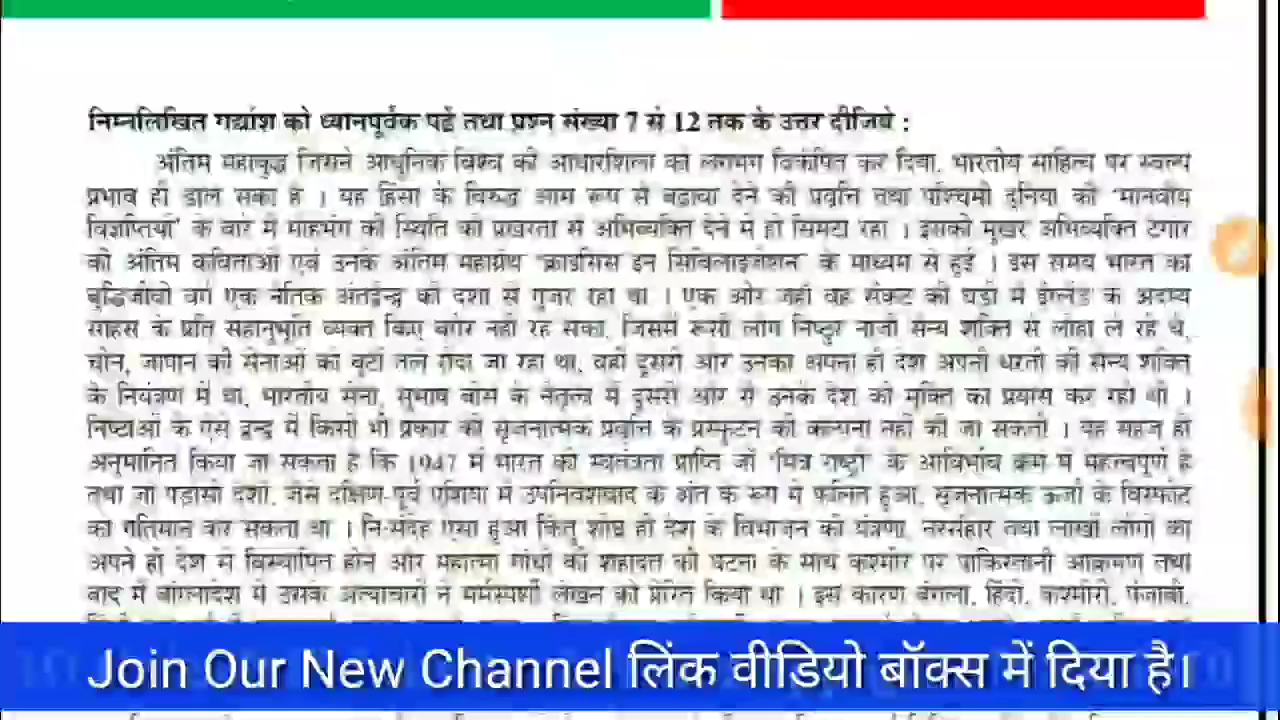 निम्नलिखित गद्यांश को ध्यानपूर्वक पढ़ें तथा प्रश्न संख्या 7 से 12 तक के उत्तर दीजिये :
अंतिम महायुद्ध जिसने आधुनिक विश्व की आधारशिला को लगभग विकंपित कर दिया, भारतीय साहित्य पर स्वल्प
प्रभाव ही डाल सका है । यह हिंसा के विरुद्ध आम रूप से बढ़ावा देने की प्रवृत्ति तथा पश्चिमी दुनिया की 'मानवीय
विज्ञप्तियों' के बारे में मोहभंग की स्थिति को प्रखरता से अभिव्यक्ति देने में ही सिमटा रहा । इसकी मुखर अभिव्यक्ति टैगोर
की अंतिम कविताओं एवं उनके अंतिम महाग्रंथ 'क्राइसिस इन सिविलाइजेशन' के माध्यम से हुई । इस समय भारत का
बुद्धिजीवी वर्ग एक नैतिक अंतर्द्वन्द्व की दशा से गुजर रहा था । एक ओर जहाँ वह संकट की घड़ी में इंग्लैंड के अदम्य
साहस के प्रति सहानुभूति व्यक्त किए बगैर नहीं रह सका, जिसमें रूसी लोग निष्ठुर नाजी सैन्य शक्ति से लोहा ले रहे थे,
चीन, जापान की सेनाओं के बूटों तले रौंदा जा रहा था, वहीं दूसरी ओर उनका अपना ही देश अपनी धरती की सैन्य शक्ति
के नियंत्रण में था, भारतीय सेना, सुभाष बोस के नेतृत्व में दूसरी ओर से उनके देश की मुक्ति का प्रयास कर रही थी ।
निष्ठाओं के ऐसे द्वन्द्व में किसी भी प्रकार की सृजनात्मक प्रवृत्ति के प्रस्फुटन की कल्पना नहीं की जा सकती । यह सहज ही
अनुमानित किया जा सकता है कि 1947 में भारत की स्वतंत्रता प्राप्ति जो 'मित्र राष्ट्रों' के आविर्भाव क्रम में महत्वपूर्ण है
तथा जो पड़ोसी देशों, जैसे दक्षिण-पूर्व एशिया में उपनिवेशवाद के अंत के रूप में फलित हुआ, सृजनात्मक ऊर्जा के विस्फोट
को गतिमान कर सकता था । निःसंदेह ऐसा हुआ किंतु शीघ्र ही देश के विभाजन की यंत्रणा, नरसंहार तथा लाखों लोगों का
अपने ही देश में विस्थापित होने और महात्मा गांधी की शहादत की घटना के साथ कश्मीर पर पाकिस्तानी आक्रमण तथा
बाद में बांग्लादेश में उसके अत्याचारों ने मर्मस्पर्शी लेखन को प्रेरित किया था । इस कारण बंगला, हिंदी, कश्मीरी, पंजाबी,
Join Our New Channel लिंक वीडियो बॉक्स में दिया है।